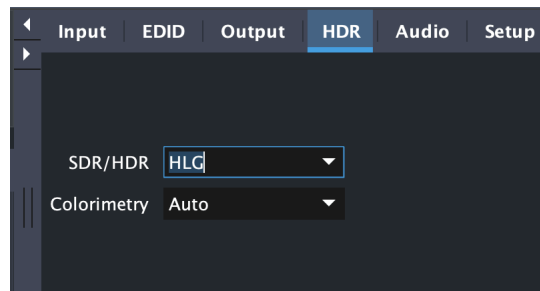 Input EDID Output HDR Audio Setup
SDR/HDR HLG
Colorimetry Auto